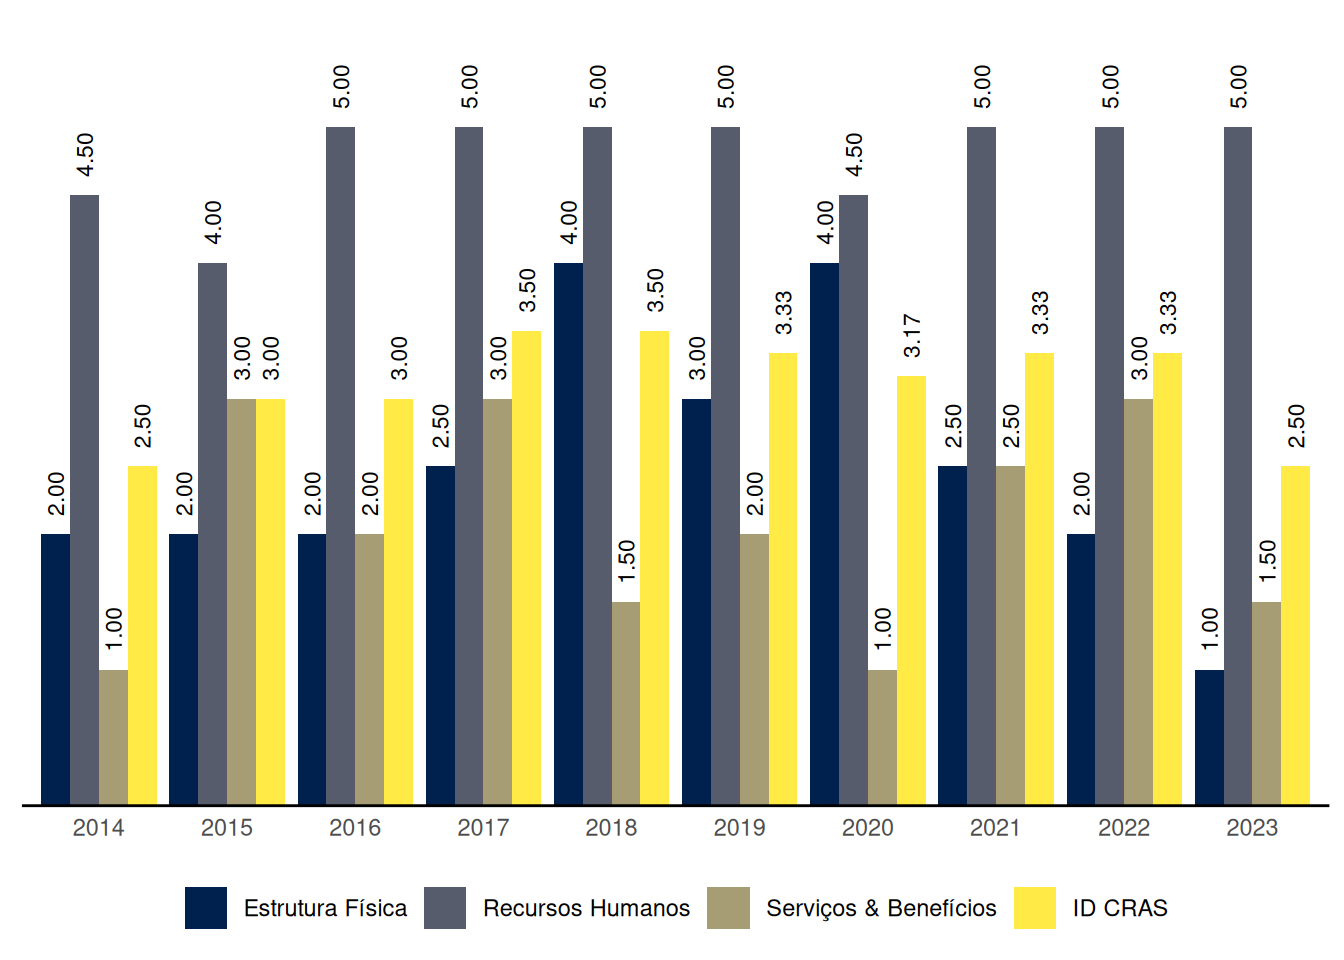 2.00 4.50 1.00 2.50
2.00 4.00 3.00 3.00
2.00 5.00 2.00 3.00
2.50 5.00 3.00 3.50
4.00 5.00 1.50 3.50
3.00 5.00 2.00 3.33
4.00 4.50 1.00 3.17
2.50 5.00 2.50 3.33
2.00 5.00 3.00 3.33
1.00 5.00 1.50 2.50
2014 2015 2016 2017 2018 2019 2020 2021 2022 2023
Estrutura Física Recursos Humanos Serviços & Benefícios ID CRAS